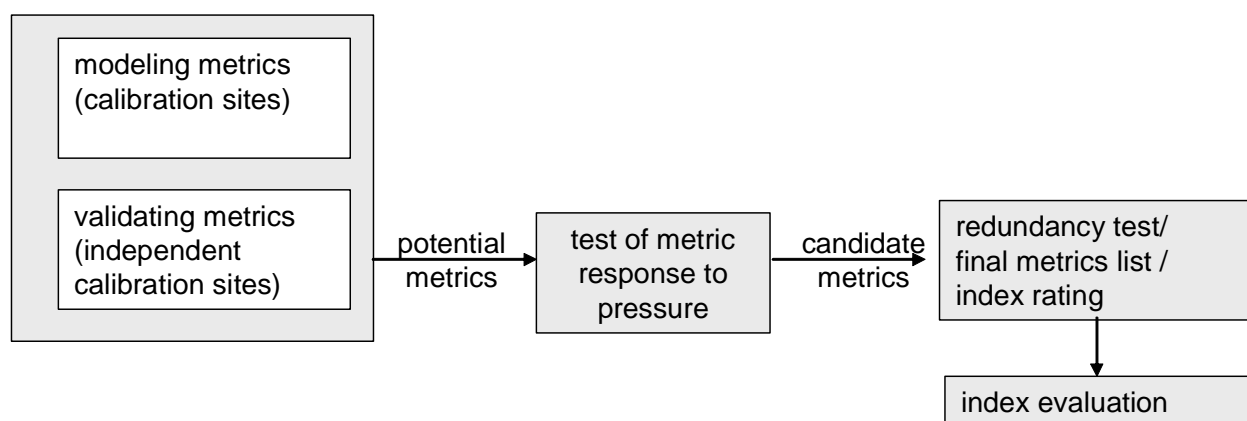 modeling metrics
(calibration sites)
validating metrics
(independent
calibration sites)
potential
metrics
test of metric
response to
pressure
candidate
metrics
redundancy test/
final metrics list /
index rating
index evaluation